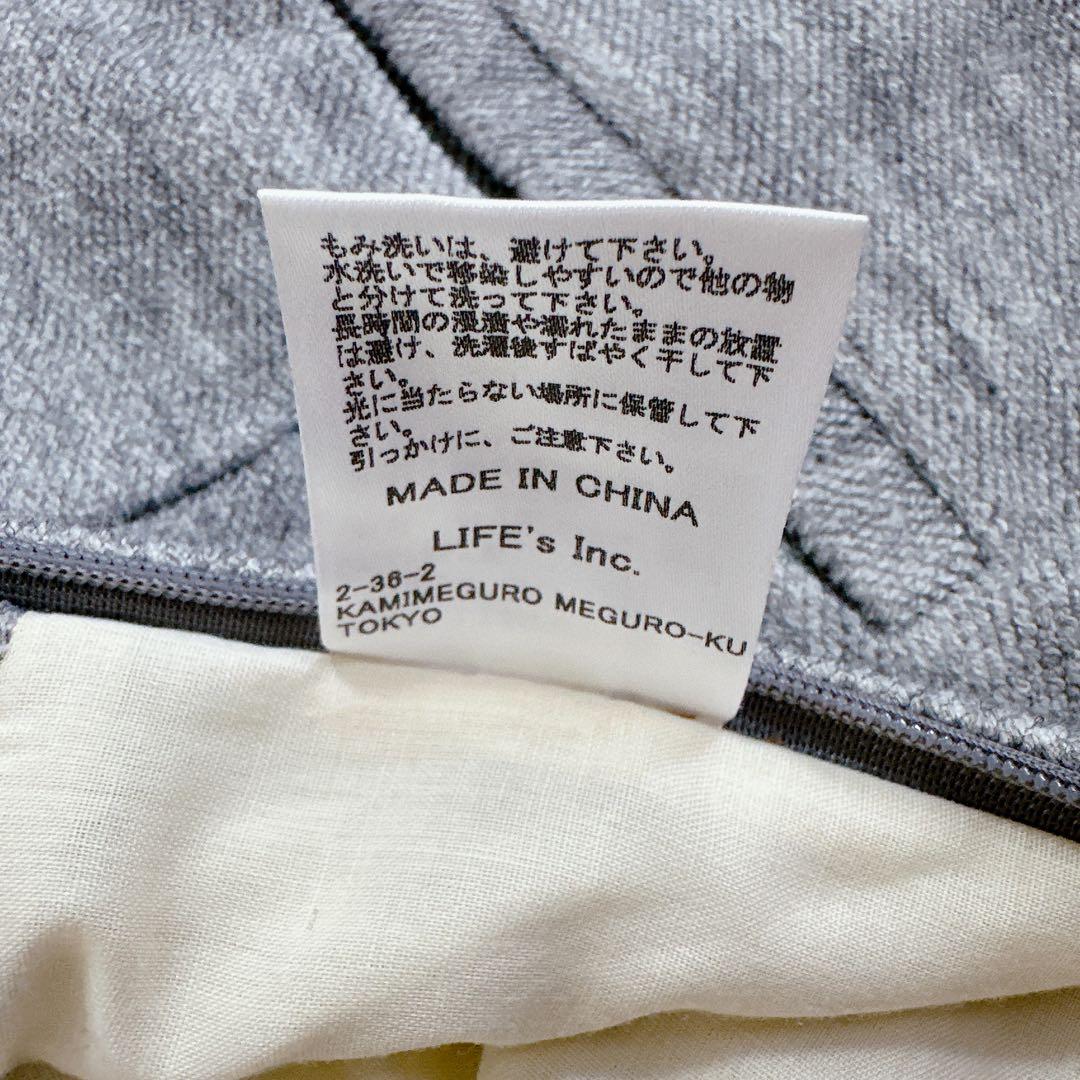 もみ洗いは、避けて下さい。
水洗いで移染しやすいので他の物
と分けて洗って下さい。
長時間の浸漬や濡れたままの放置
は避け、洗濯後すばやく干して下
さい。
光に当たらない場所に保管して下
さい。
引っかけに、ご注意下さい。
MADE IN CHINA
LIFE's Inc.
2-36-2
KAMIMEGURO MEGURO-KU
TOKYO